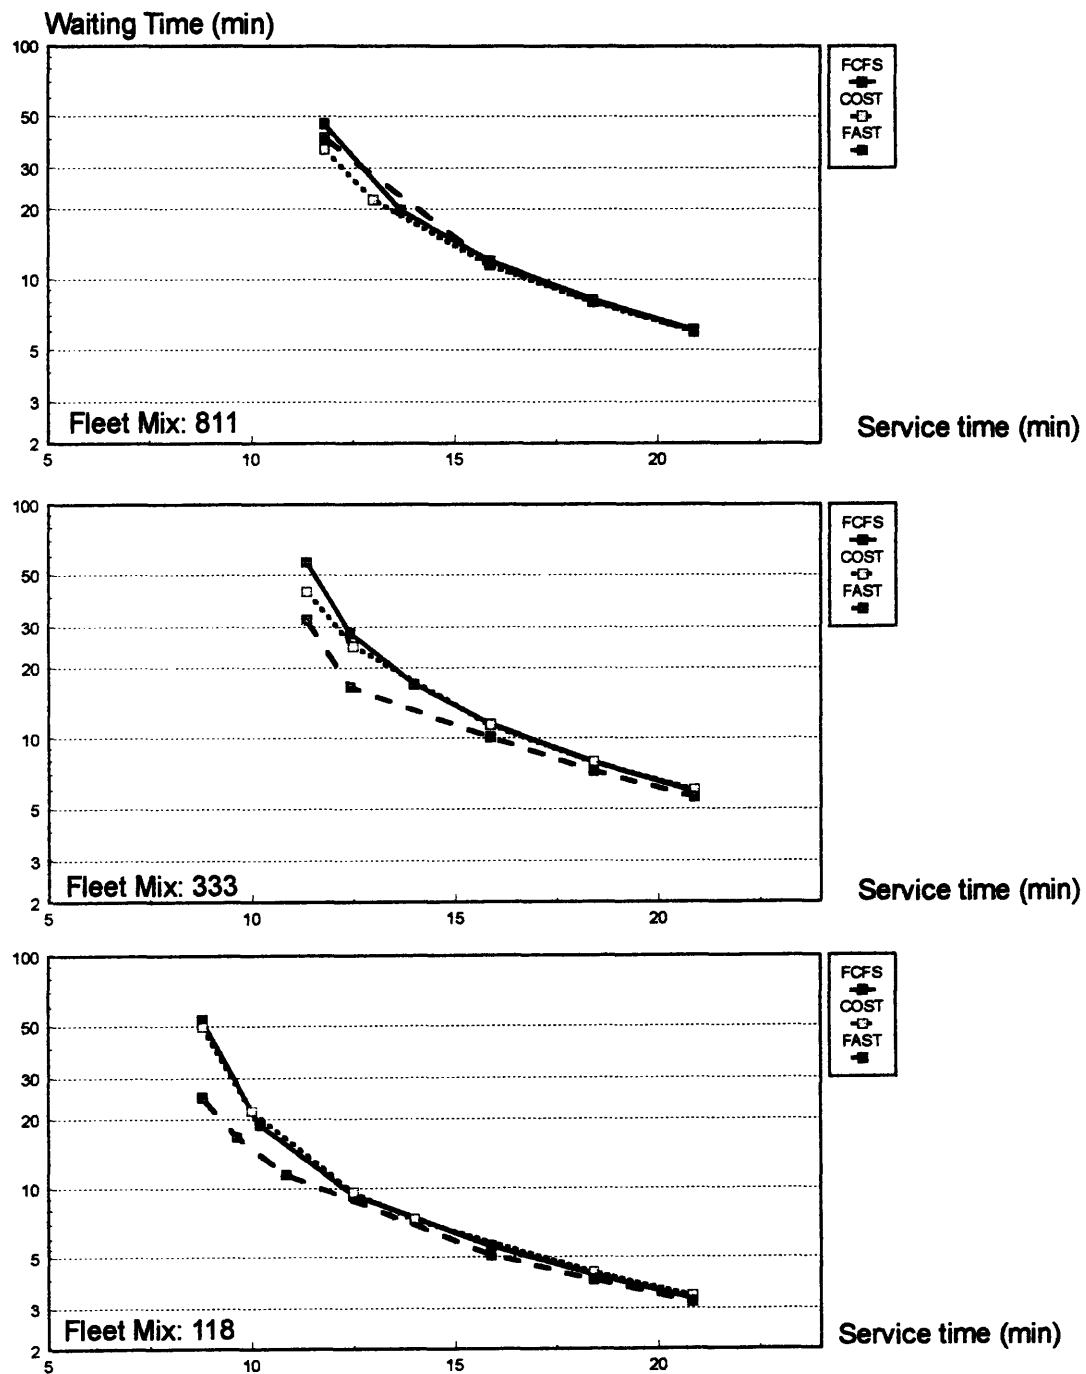 Waiting Time (min)
100
50
30
20
10
5
3
2
5
10
15
20
Fleet Mix: 811
Service time (min)
FCFS
COST
FAST
100
50
30
20
10
5
3
2
5
10
15
20
Fleet Mix: 333
Service time (min)
FCFS
COST
FAST
100
50
30
20
10
5
3
2
5
10
15
20
Fleet Mix: 118
Service time (min)
FCFS
COST
FAST